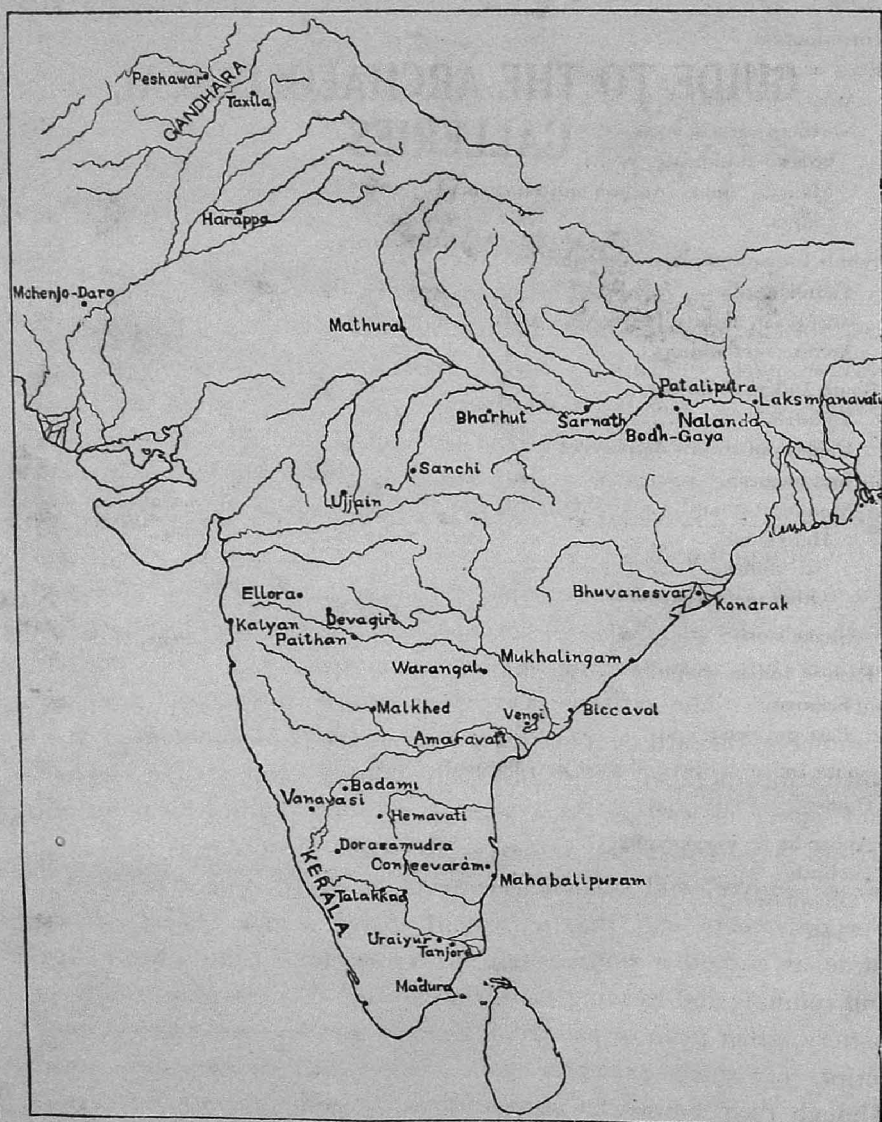 GUIDE TO THE ARCHAEOLOGICAL
GALLERIES
Peshawar
GANDHARA
Taxila
Harappa
Mohenjo-Daro
Mathura
Pataliputra
Laksmanavati
Bharhut
Sarnath
Nalanda
Bodh-Gaya
Sanchi
Ujjain
Ellora
Bhuvanesvar
Konarak
Devagiri
Kalyan
Paithan
Mukhalingam
Warangal
Malkhed
Vengi
Biccavol
Amaravati
Badami
Vanavasi
Hemavati
Dorasamudra
Conjeevaram
Mahabalipuram
KERALA
Talakkad
Uraiyur
Tanjore
Madura